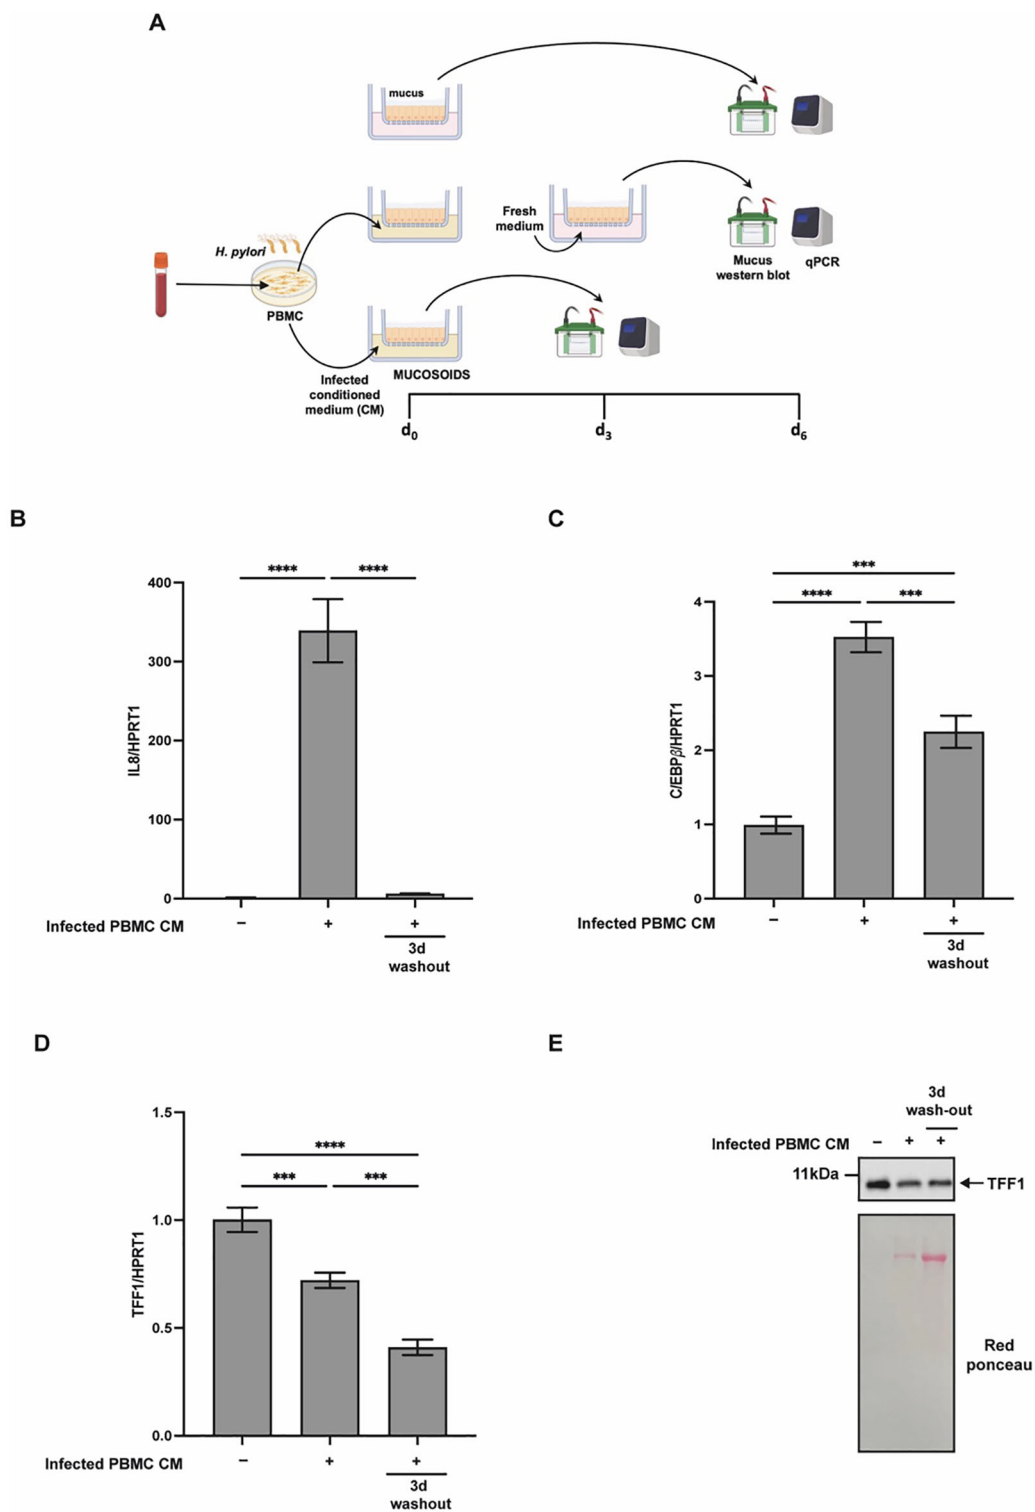 A
mucus
Fresh
medium
H. pylori
PBMC
Mucus
western blot
qPCR
Infected
conditioned
medium (CM)
MUCOSOIDS
d0
d3
d6
B
****
****
400
300
200
100
0
IL8/HPRT1
Infected PBMC CM
–
+
+
3d
washout
C
***
****
***
4
3
2
1
0
C/EBPβ/HPRT1
Infected PBMC CM
–
+
+
3d
washout
D
****
***
***
1.5
1.0
0.5
0.0
TFF1/HPRT1
Infected PBMC CM
–
+
+
3d
washout
E
3d
wash-out
Infected PBMC CM
–
+
+
11kDa
TFF1
Red
ponceau